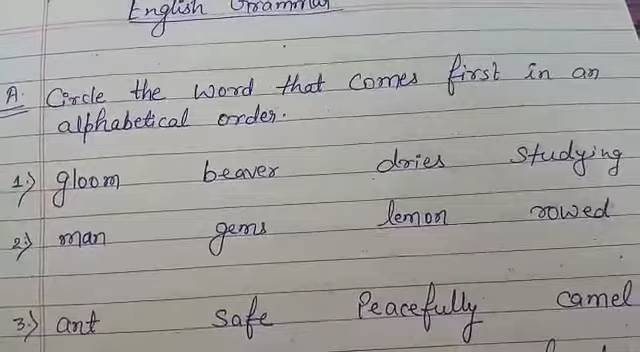 English Grammar
A. Circle the word that comes first in an
alphabetical order.
1.) gloom beaver dries studying
2.) man gems lemon rowed
3.) ant safe Peacefully camel